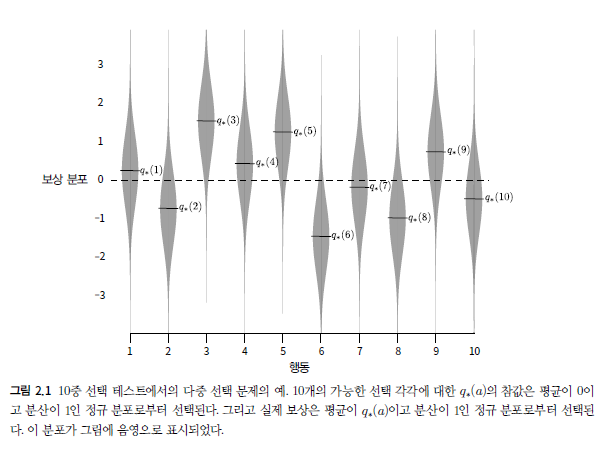 3
2
1
0
−1
−2
−3
보상 분포
q*(1)
q*(2)
q*(3)
q*(4)
q*(5)
q*(6)
q*(7)
q*(8)
q*(9)
q*(10)
1 2 3 4 5 6 7 8 9 10
행동
그림 2.1 10중 선택 테스트에서의 다중 선택 문제의 예. 10개의 가능한 선택 각각에 대한 q*(a)의 참값은 평균이 0이
고 분산이 1인 정규 분포로부터 선택된다. 그리고 실제 보상은 평균이 q*(a)이고 분산이 1인 정규 분포로부터 선택된
다. 이 분포가 그림에 음영으로 표시되었다.